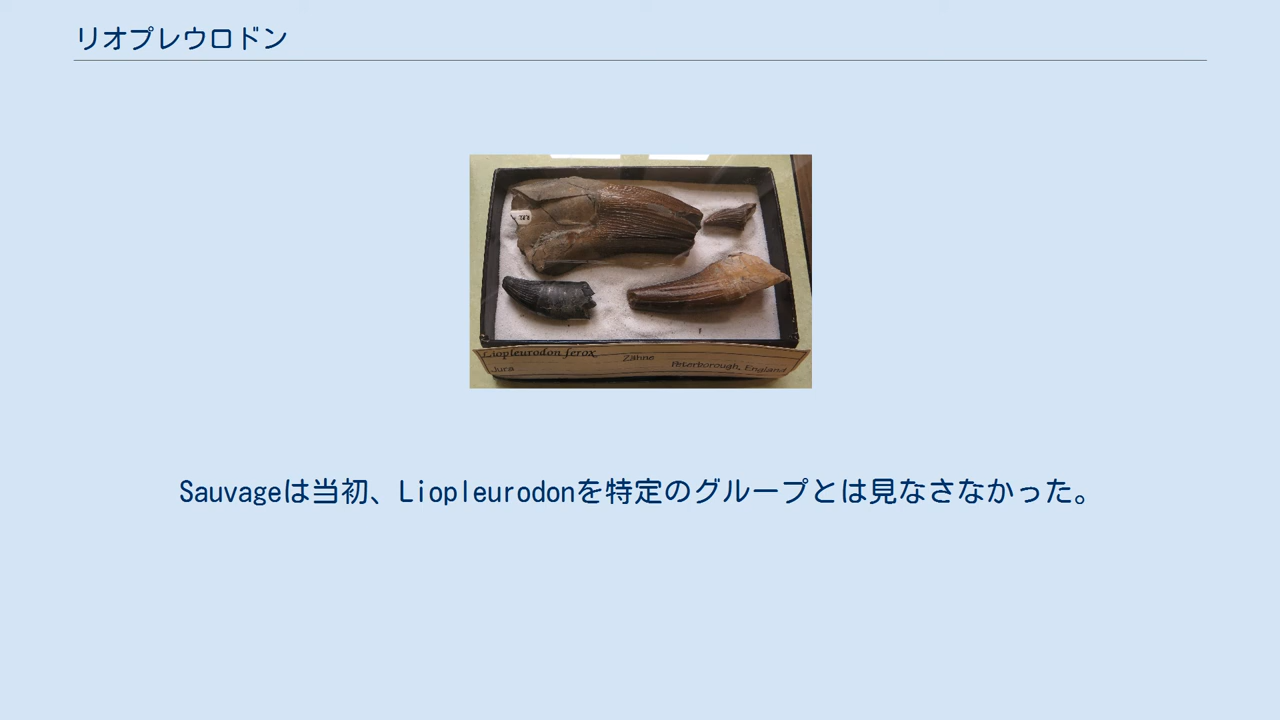 リオプレウロドン
Liopleurodon ferox
Zähne
Jura
Peterborough, England
Sauvageは当初、Liopleurodonを特定のグループとは見なさなかった。